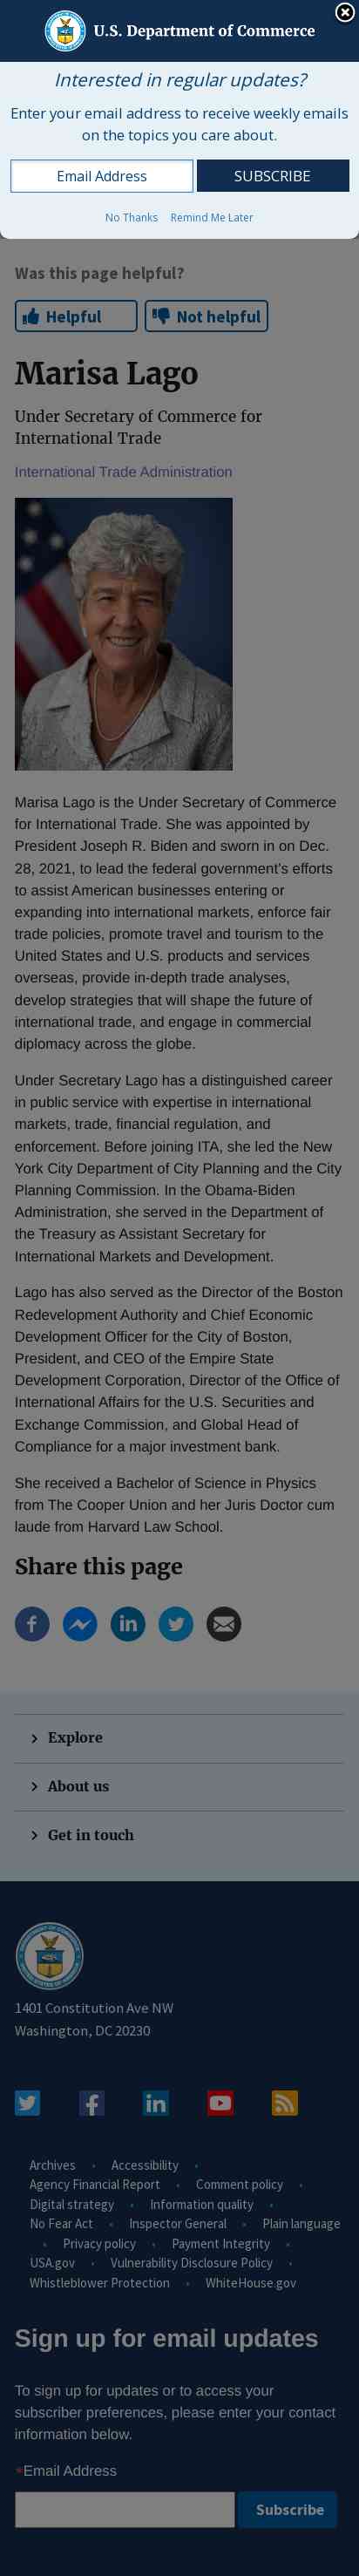 U.S. Department of Commerce
Interested in regular updates?
Enter your email address to receive weekly emails
on the topics you care about.
Email Address
SUBSCRIBE
No Thanks Remind Me Later
Was this page helpful?
Helpful Not helpful
Marisa Lago
Under Secretary of Commerce for
International Trade
International Trade Administration
Marisa Lago is the Under Secretary of Commerce
for International Trade. She was appointed by
President Joseph R. Biden and sworn in on Dec.
28, 2021, to lead the federal government's efforts
to assist American businesses entering or
expanding into international markets, enforce fair
trade policies, promote travel and tourism to the
United States and U.S. products and services
overseas, provide in-depth trade analyses,
develop strategies that will shape the future of
international trade, and engage in commercial
diplomacy across the globe.
Under Secretary Lago has a distinguished career
in public service with expertise in international
markets, trade, financial regulation, and
enforcement. Before joining ITA, she led the New
York City Department of City Planning and the City
Planning Commission. In the Obama-Biden
Administration, she served in the Department of
the Treasury as Assistant Secretary for
International Markets and Development.
Lago has also served as the Director of the Boston
Redevelopment Authority and Chief Economic
Development Officer for the City of Boston,
President, and CEO of the Empire State
Development Corporation, Director of the Office of
International Affairs for the U.S. Securities and
Exchange Commission, and Global Head of
Compliance for a major investment bank.
She received a Bachelor of Science in Physics
from The Cooper Union and her Juris Doctor cum
laude from Harvard Law School.
Share this page
Explore
About us
Get in touch
1401 Constitution Ave NW
Washington, DC 20230
Archives • Accessibility •
Agency Financial Report • Comment policy •
Digital strategy • Information quality •
No Fear Act • Inspector General • Plain language
• Privacy policy • Payment Integrity •
USA.gov • Vulnerability Disclosure Policy •
Whistleblower Protection • WhiteHouse.gov
Sign up for email updates
To sign up for updates or to access your
subscriber preferences, please enter your contact
information below.
*Email Address
Subscribe